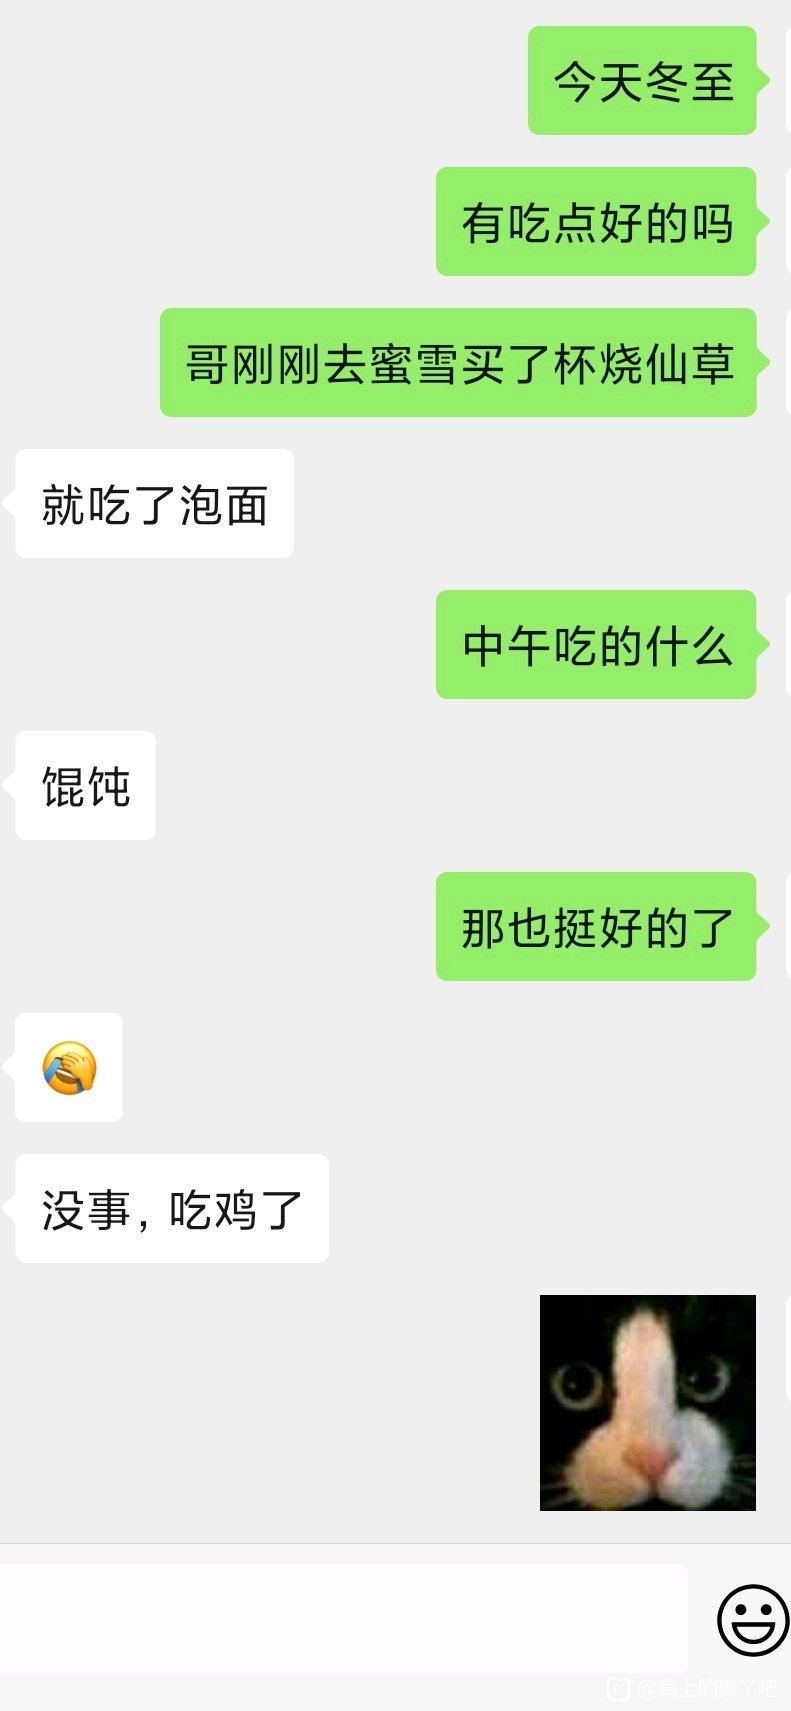 今天冬至
有吃点好的吗
哥刚刚去蜜雪买了杯烧仙草
就吃了泡面
中午吃的什么
馄饨
那也挺好的了
没事，吃鸡了
@肩上的脚丫吧